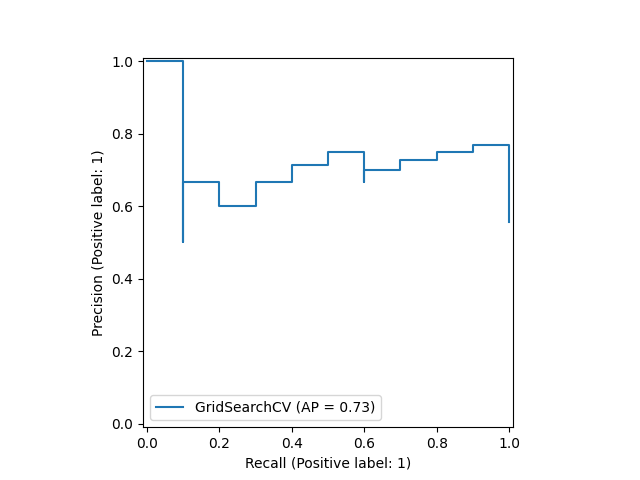 1.0
0.8
0.6
0.4
0.2
0.0
Precision (Positive label: 1)
GridSearchCV (AP = 0.73)
0.0 0.2 0.4 0.6 0.8 1.0
Recall (Positive label: 1)